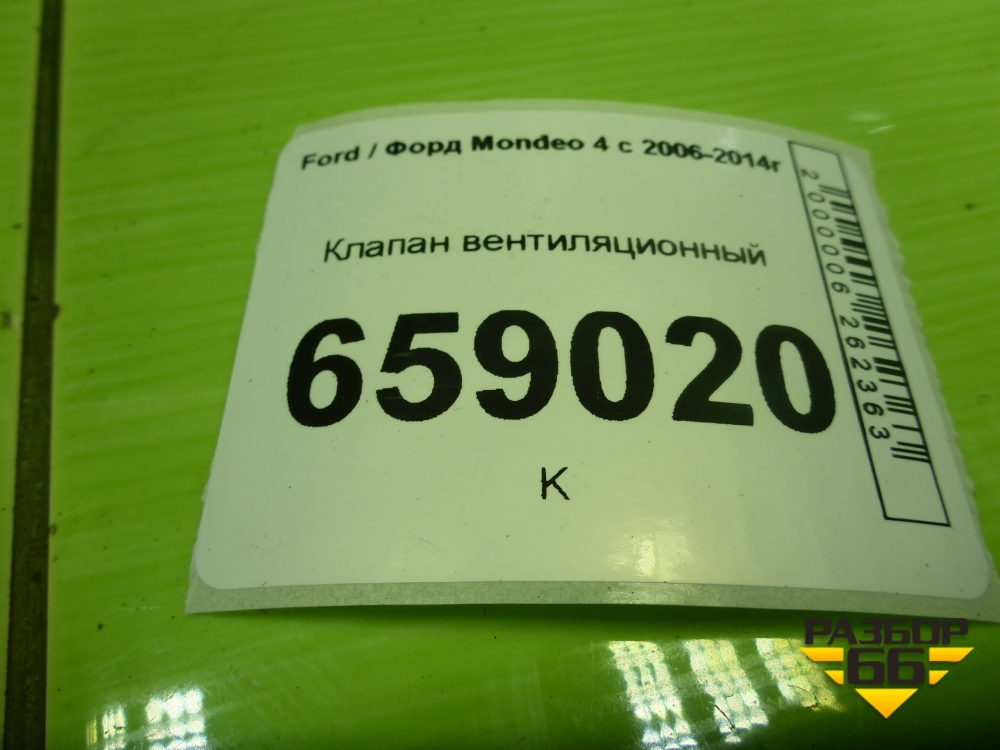 Ford / Форд Mondeo 4 с 2006-2014г
Клапан вентиляционный
659020
К
2000006262363
РАЗБОР
66